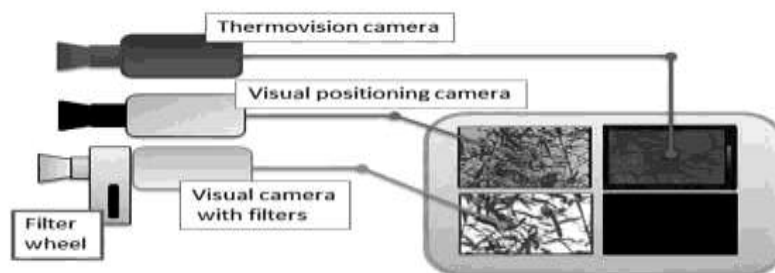 Thermovision camera
Visual positioning camera
Visual camera
with filters
Filter
wheel